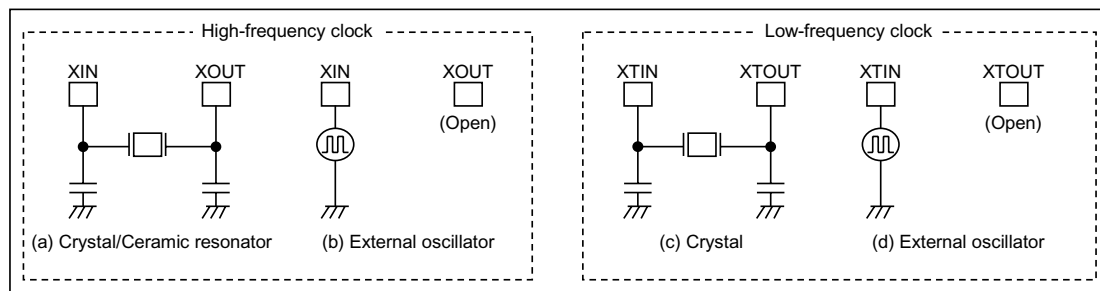 High-frequency clock
XIN
XOUT
XIN
XOUT
(Open)
(a) Crystal/Ceramic resonator
(b) External oscillator
Low-frequency clock
XTIN
XTOUT
XTIN
XTOUT
(Open)
(c) Crystal
(d) External oscillator